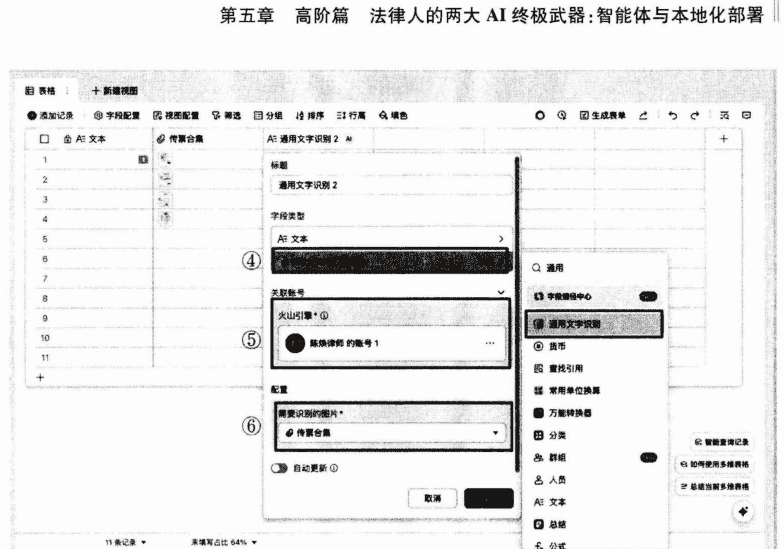 第五章 高阶篇 法律人的两大 AI 终极武器:智能体与本地化部署
表格 + 新建视图
添加记录 字段配置 视图配置 筛选 分组 排序 行高 填色 生成表单
A 文本 传票合集 A 通用文字识别 2 +
1
2
3
4
5
6
7
8
9
10
11
+
标题
通用文字识别 2
字段类型
A 文本
④
关联账号
⑤
火山引擎*
陈焕律师 的账号 1 ...
配置
⑥
需要识别的图片*
传票合集
自动更新
取消
通用
字段捷径中心
通用文字识别
货币
查找引用
常用单位换算
万能转换器
分类
群组
人员
A 文本
总结
公式
智能查询记录
如何使用多维表格
总结当前多维表格
11 条记录 未填写占比 64%